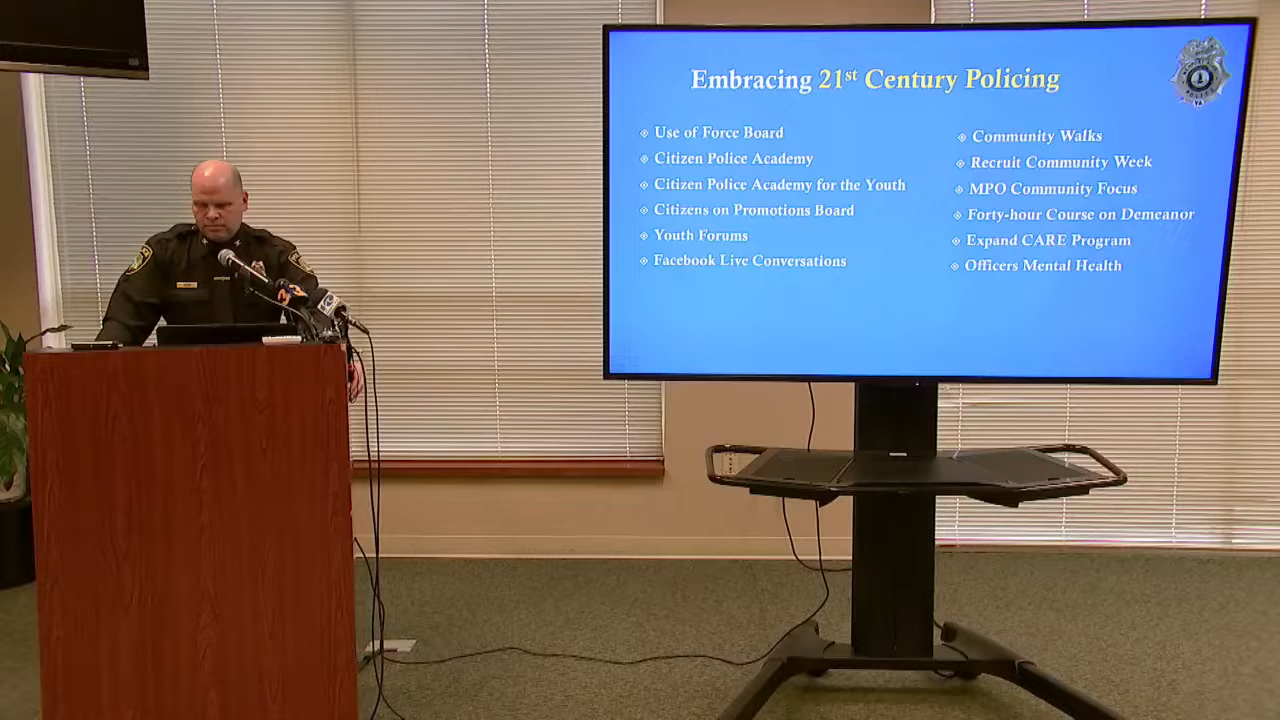 Embracing 21st Century Policing
Use of Force Board
Citizen Police Academy
Citizen Police Academy for the Youth
Citizens on Promotions Board
Youth Forums
Facebook Live Conversations
Community Walks
Recruit Community Week
MPO Community Focus
Forty-hour Course on Demeanor
Expand CARE Program
Officers Mental Health